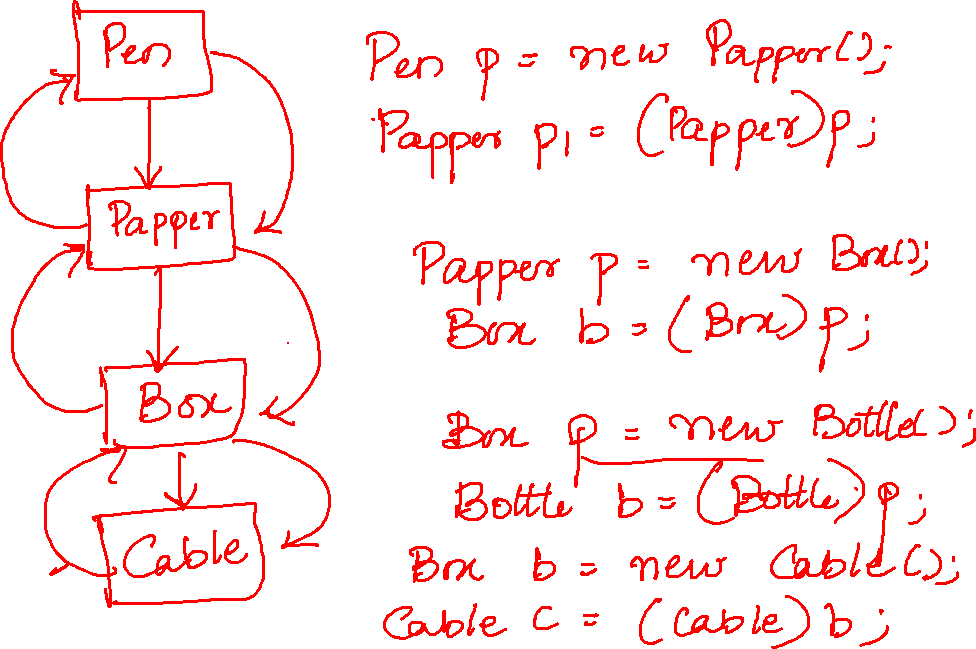 Pen
Papper
Box
Cable
Pen p = new Papper();
Papper p1 = (Papper)p;
Papper p = new Box();
Box b = (Box)p;
Box p = new Bottle();
Bottle b = (Bottle)p;
Box b = new Cable();
Cable c = (Cable)b;